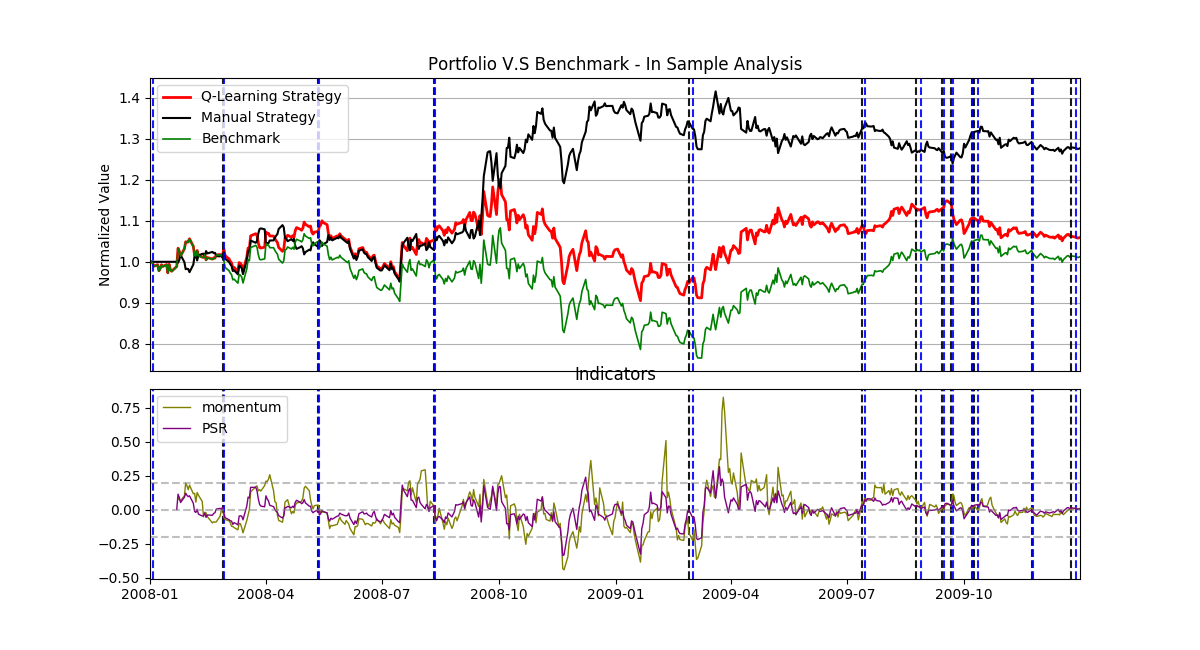 Portfolio V.S Benchmark - In Sample Analysis
Normalized Value
1.4
1.3
1.2
1.1
1.0
0.9
0.8
Q-Learning Strategy
Manual Strategy
Benchmark
Indicators
0.75
0.50
0.25
0.00
−0.25
−0.50
momentum
PSR
2008-01 2008-04 2008-07 2008-10 2009-01 2009-04 2009-07 2009-10